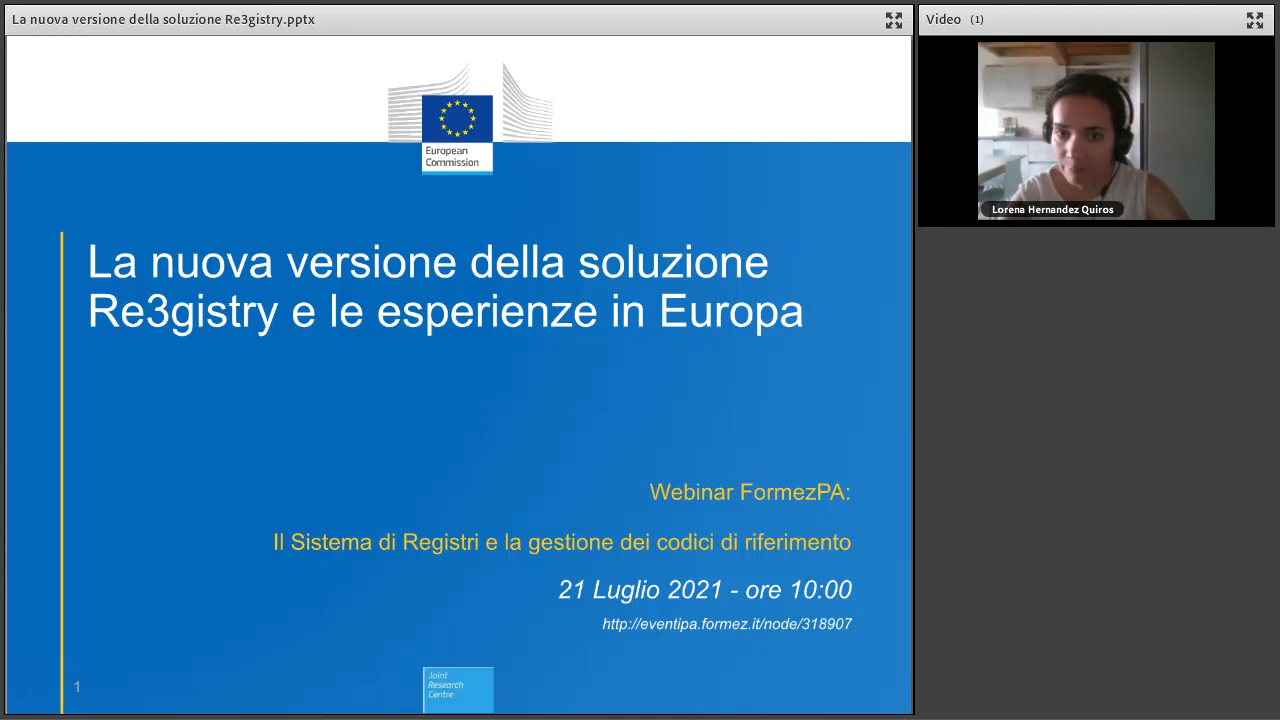 La nuova versione della soluzione Re3gistry.pptx
Video (1)
European
Commission
Lorena Hernandez Quiros
La nuova versione della soluzione
Re3gistry e le esperienze in Europa
Webinar FormezPA:
Il Sistema di Registri e la gestione dei codici di riferimento
21 Luglio 2021 - ore 10:00
http://eventipa.formez.it/node/318907
Joint
Research
Centre
1